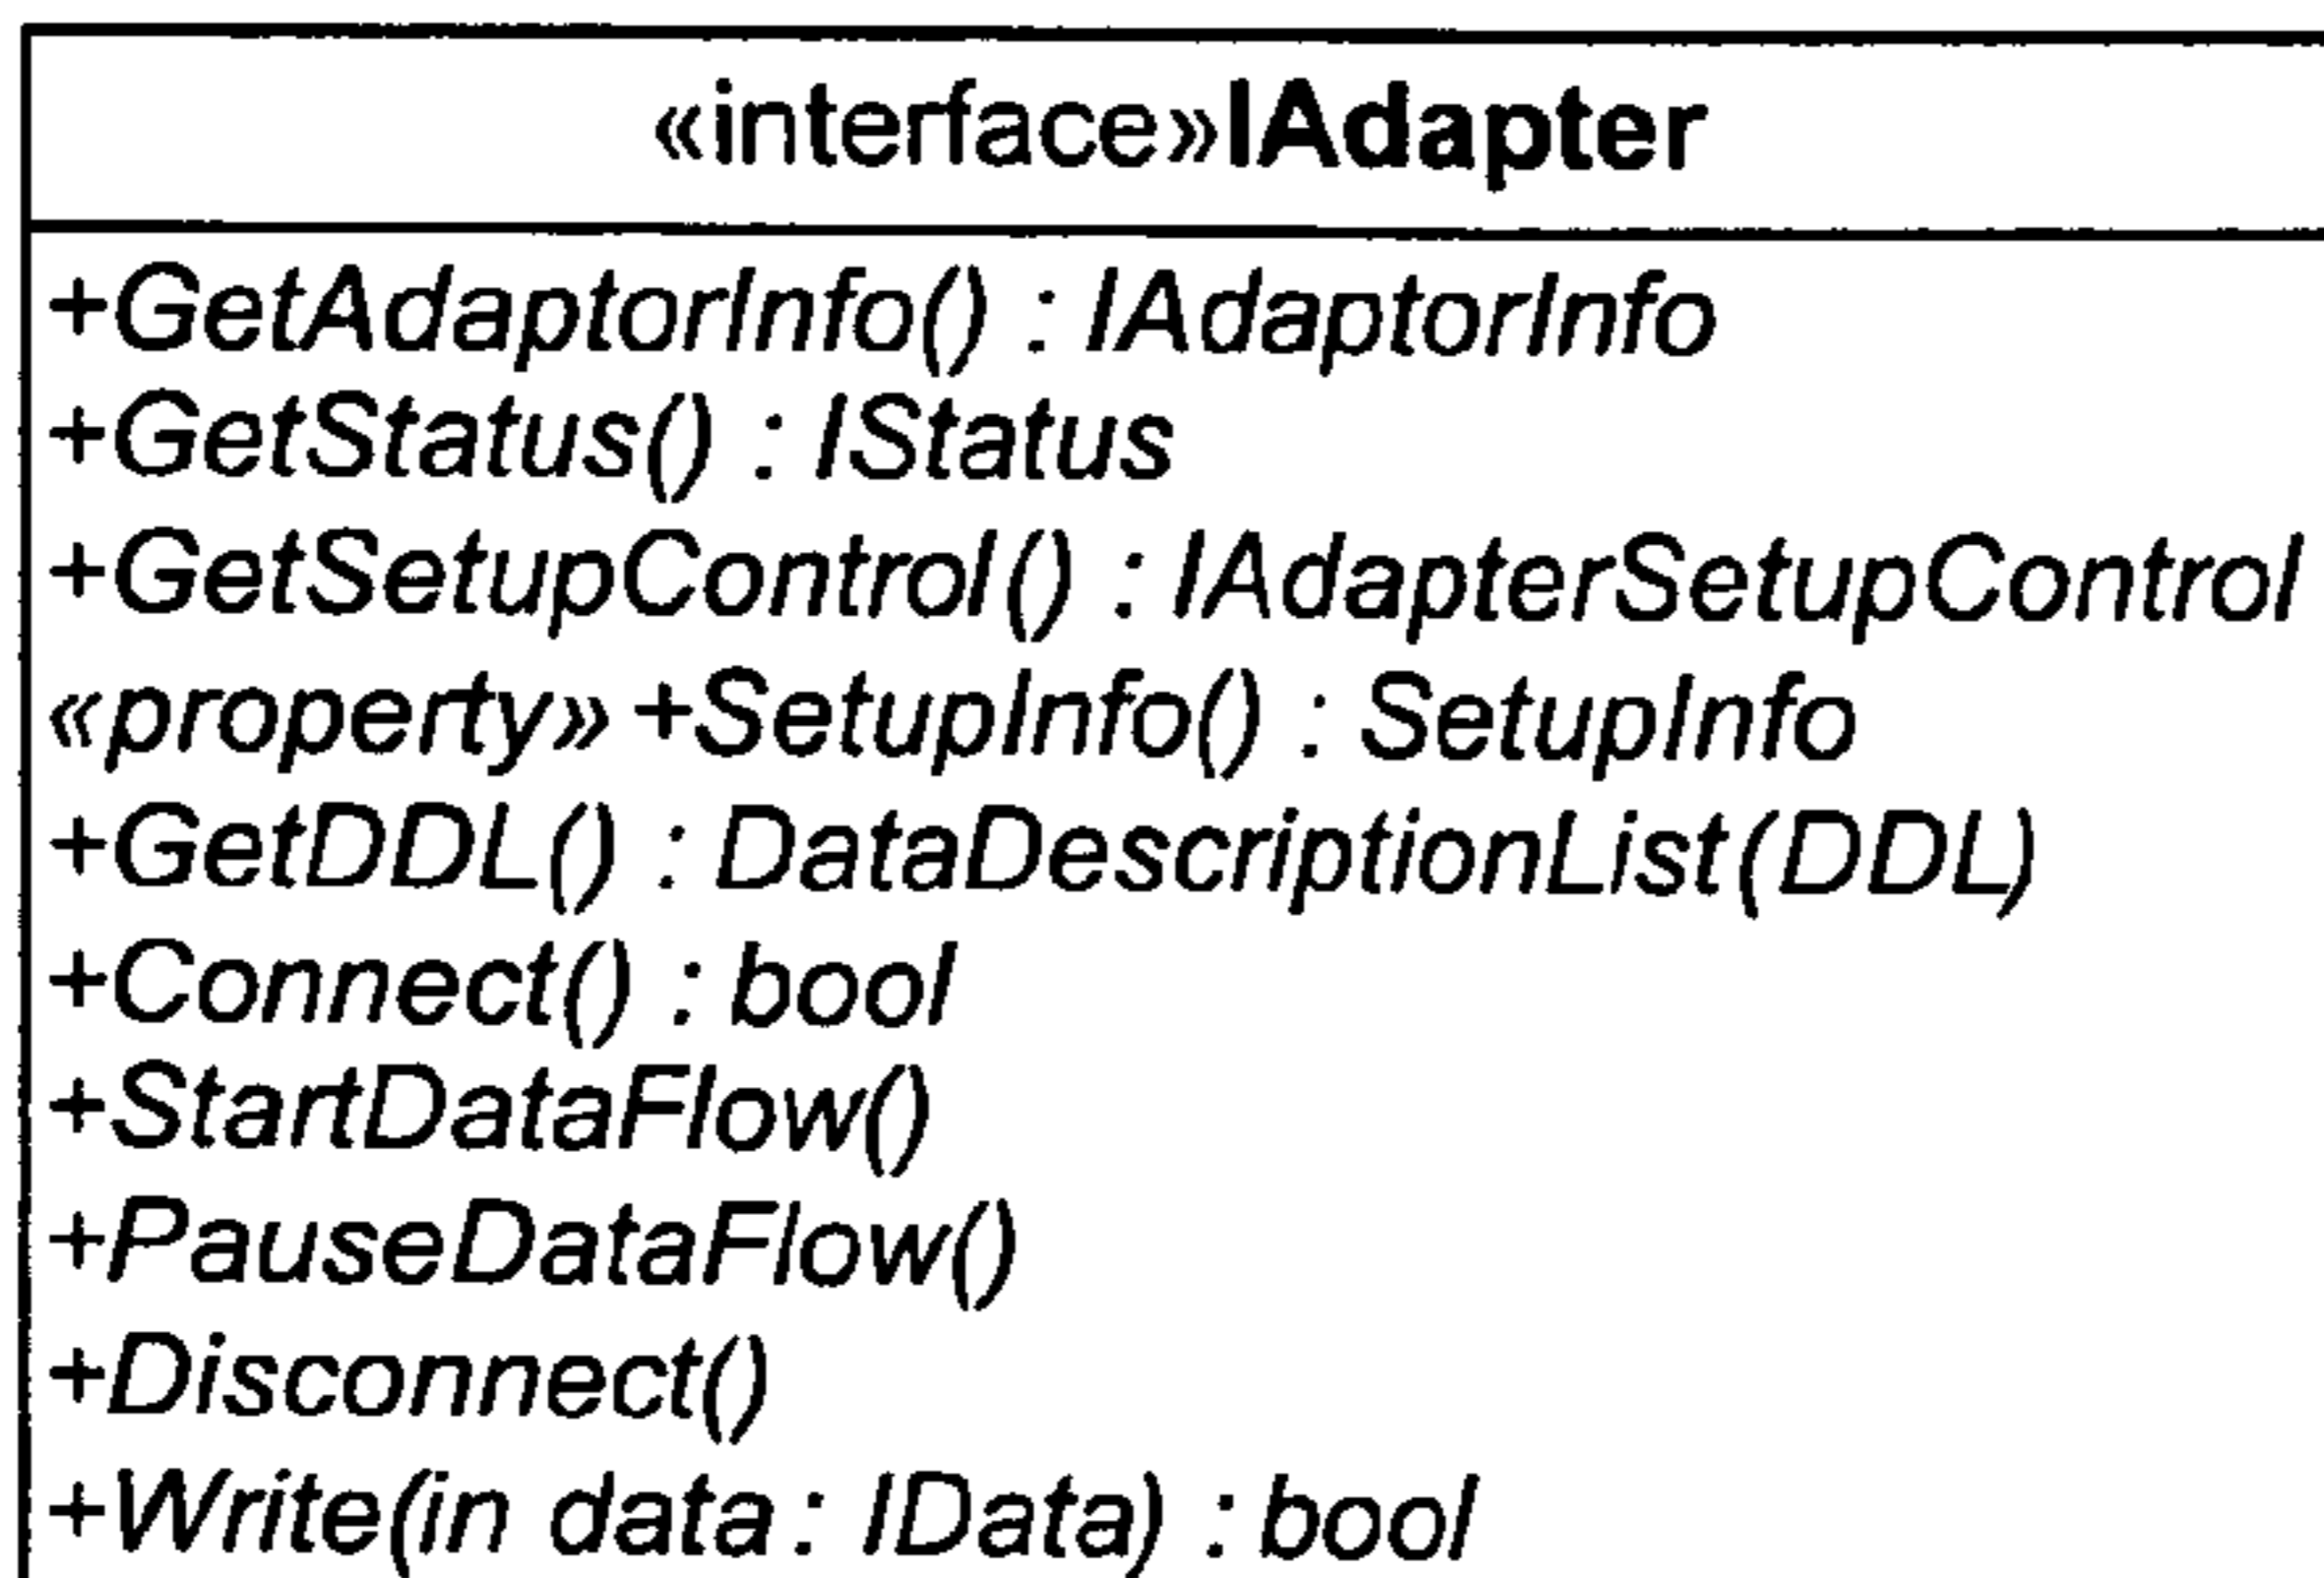 «interface»IAdapter
+GetAdaptorInfo() : IAdaptorInfo
+GetStatus() : IStatus
+GetSetupControl() : IAdapterSetupControl
«property» +SetupInfo() : SetupInfo
+GetDDL() : DataDescriptionList(DDL)
+Connect() : bool
+StartDataFlow()
+PauseDataFlow()
+Disconnect()
+Write(in data : IData) : bool